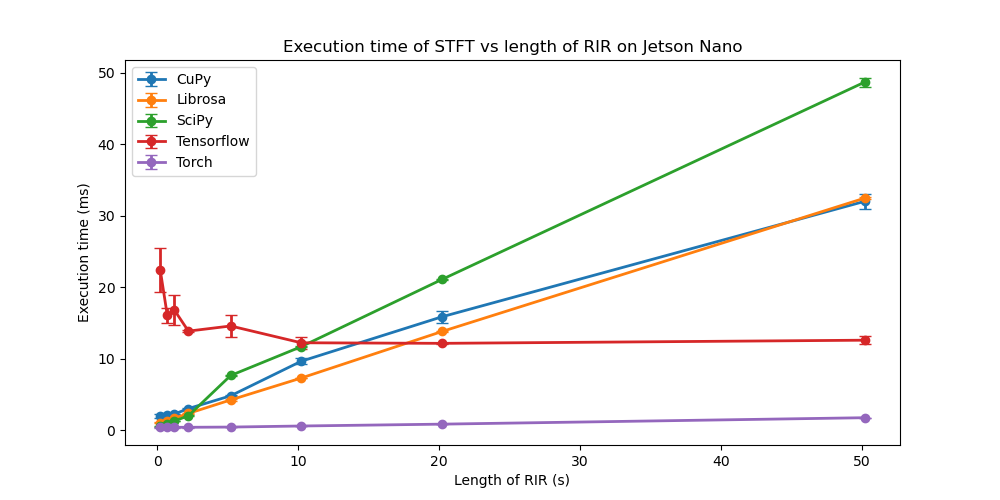 Execution time of STFT vs length of RIR on Jetson Nano
CuPy
Librosa
SciPy
Tensorflow
Torch
Execution time (ms)
50
40
30
20
10
0
0 10 20 30 40 50
Length of RIR (s)